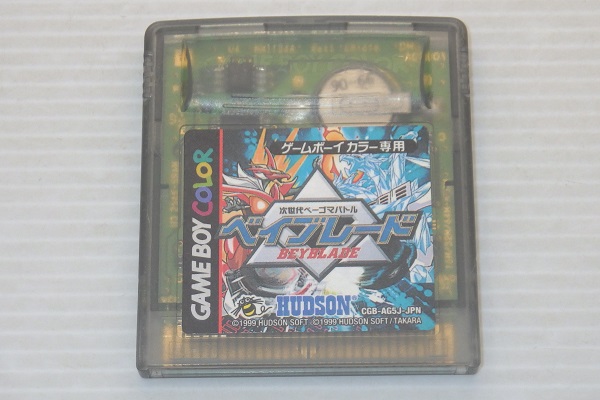 ゲームボーイ カラー専用
GAME BOY COLOR
次世代ベーゴマバトル
ベイブレード
BEYBLADE
HUDSON
CGB-AG5J-JPN
©1999 HUDSON SOFT ©1999 HUDSON SOFT/TAKARA